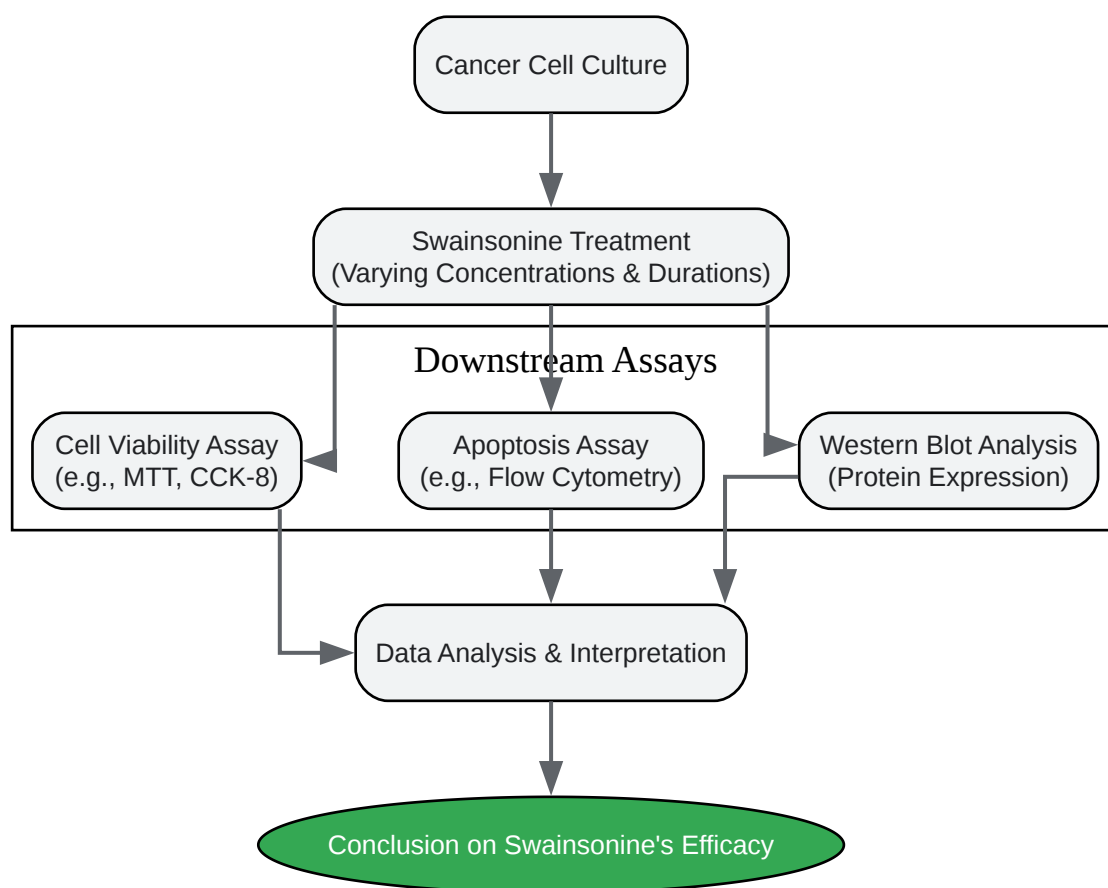 Cancer Cell Culture
Swainsonine Treatment
(Varying Concentrations & Durations)
Downstream Assays
Cell Viability Assay
(e.g., MTT, CCK-8)
Apoptosis Assay
(e.g., Flow Cytometry)
Western Blot Analysis
(Protein Expression)
Data Analysis & Interpretation
Conclusion on Swainsonine's Efficacy